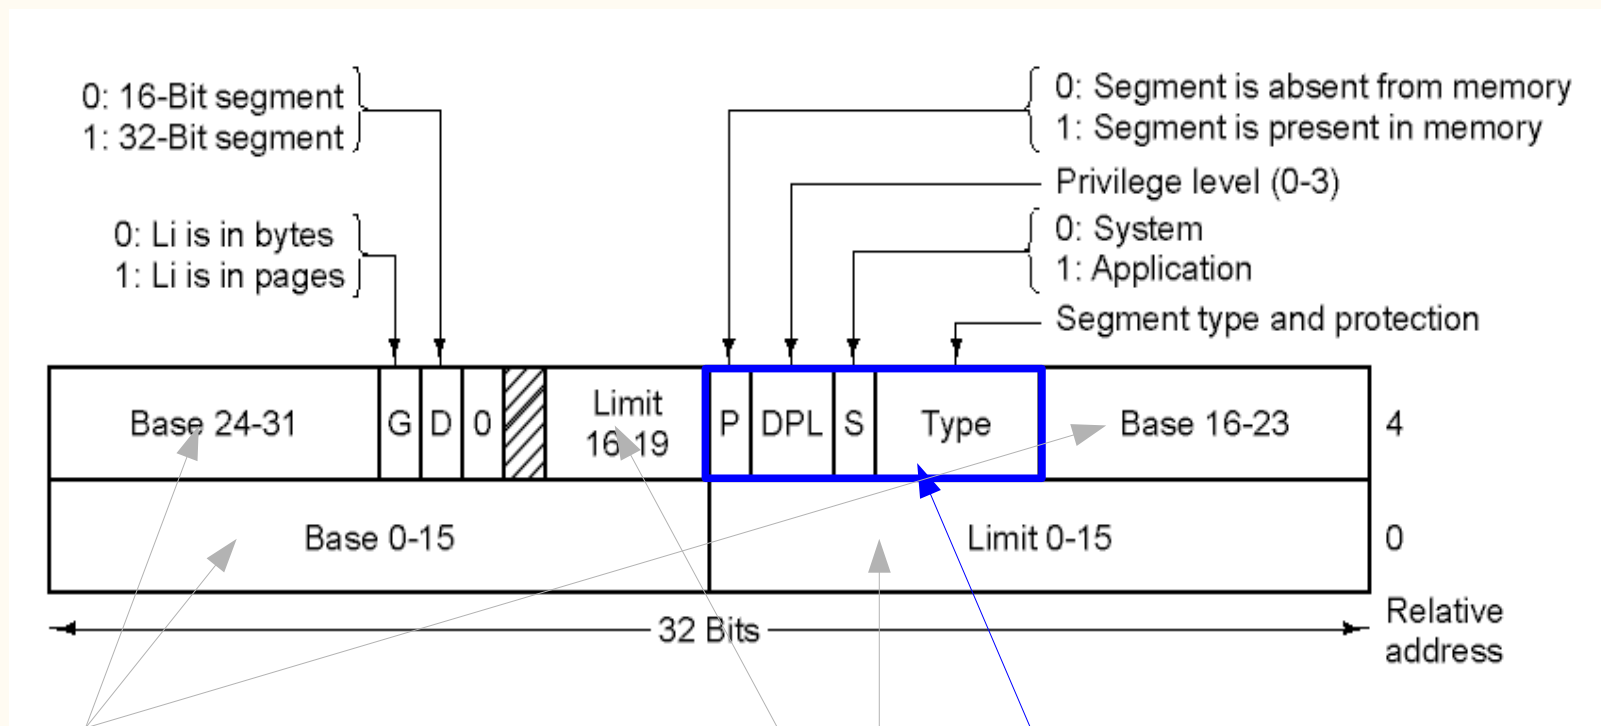 0: 16-Bit segment
1: 32-Bit segment
0: Li is in bytes
1: Li is in pages
0: Segment is absent from memory
1: Segment is present in memory
Privilege level (0-3)
0: System
1: Application
Segment type and protection
Base 24-31 G D 0 Limit 16-19 P DPL S Type Base 16-23 4
Base 0-15 Limit 0-15 0
32 Bits
Relative
address